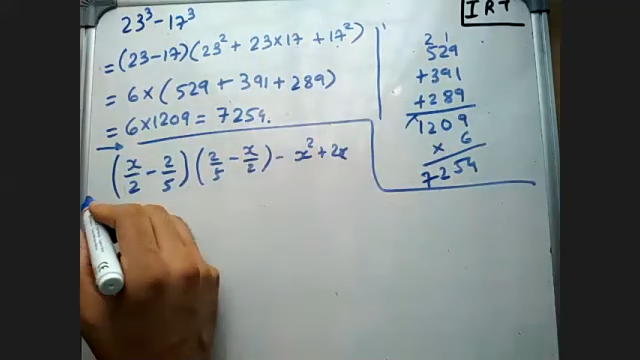 IRT
23³ - 17³
= (23 - 17) (23² + 23 × 17 + 17²)
= 6 × (529 + 391 + 289)
= 6 × 1209 = 7254.
2 1
529
+ 391
+ 289
1209
× 6
7254
→ (x/2 - 2/5) (2/5 - x/2) - x² + 2x